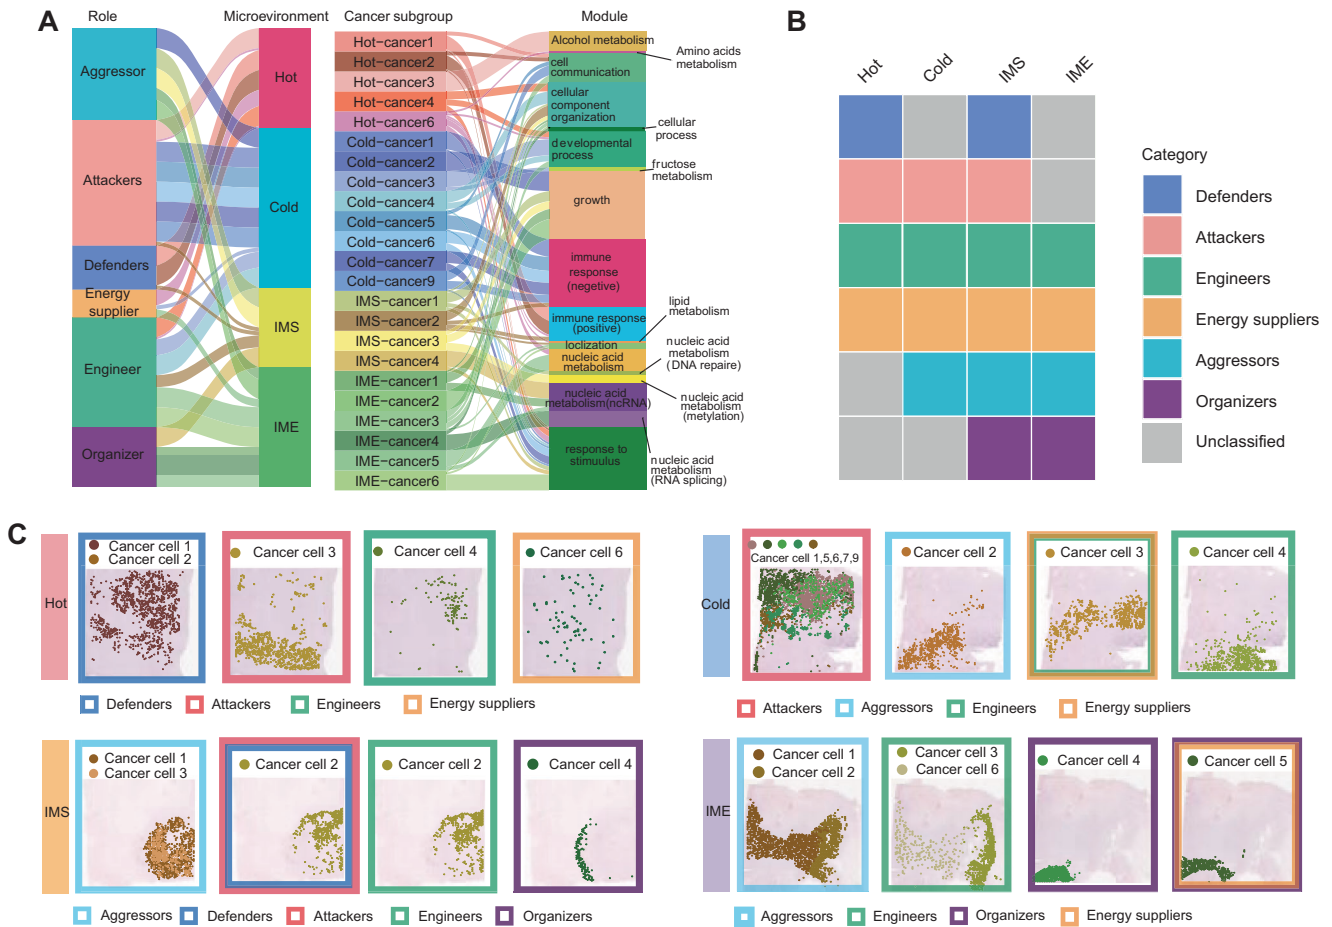 A
Role
Microevironment
Cancer subgroup
Module
Aggressor
Attackers
Defenders
Energy
supplier
Engineer
Organizer
Hot
Cold
IMS
IME
Hot-cancer1
Hot-cancer2
Hot-cancer3
Hot-cancer4
Hot-cancer6
Cold-cancer1
Cold-cancer2
Cold-cancer3
Cold-cancer4
Cold-cancer5
Cold-cancer6
Cold-cancer7
Cold-cancer9
IMS-cancer1
IMS-cancer2
IMS-cancer3
IMS-cancer4
IME-cancer1
IME-cancer2
IME-cancer3
IME-cancer4
IME-cancer5
IME-cancer6
Alcohol metabolism
Amino acids
metabolism
cell
communication
cellular
component
organization
cellular
process
developmental
process
fructose
metabolism
growth
immune
response
(negetive)
lipid
metabolism
immune response
(positive)
loclization
nucleic acid
metabolism
nucleic acid
metabolism
(DNA repaire)
nucleic acid
metabolism
(metylation)
nucleic acid
metabolism(ncRNA)
nucleic acid
metabolism
(RNA splicing)
response to
stimuulus
B
Hot
Cold
IMS
IME
Category
Defenders
Attackers
Engineers
Energy suppliers
Aggressors
Organizers
Unclassified
C
Hot
Cancer cell 1
Cancer cell 2
Cancer cell 3
Cancer cell 4
Cancer cell 6
Defenders
Attackers
Engineers
Energy suppliers
Cold
Cancer cell 1,5,6,7,9
Cancer cell 2
Cancer cell 3
Cancer cell 4
Attackers
Aggressors
Engineers
Energy suppliers
IMS
Cancer cell 1
Cancer cell 3
Cancer cell 2
Cancer cell 2
Cancer cell 4
Aggressors
Defenders
Attackers
Engineers
Organizers
IME
Cancer cell 1
Cancer cell 2
Cancer cell 3
Cancer cell 6
Cancer cell 4
Cancer cell 5
Aggressors
Engineers
Organizers
Energy suppliers